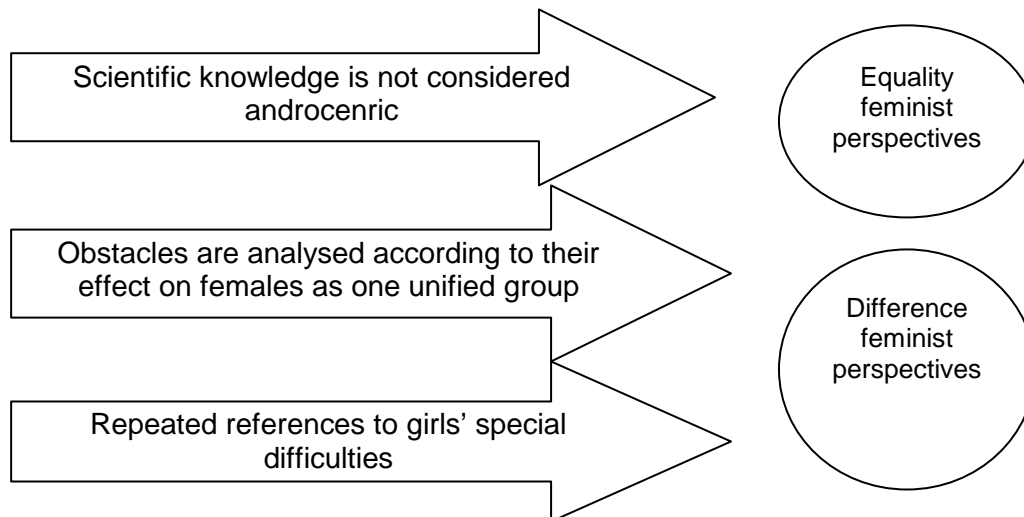 Scientific knowledge is not considered
androcenric
Equality
feminist
perspectives
Obstacles are analysed according to their
effect on females as one unified group
Difference
feminist
perspectives
Repeated references to girls’ special
difficulties